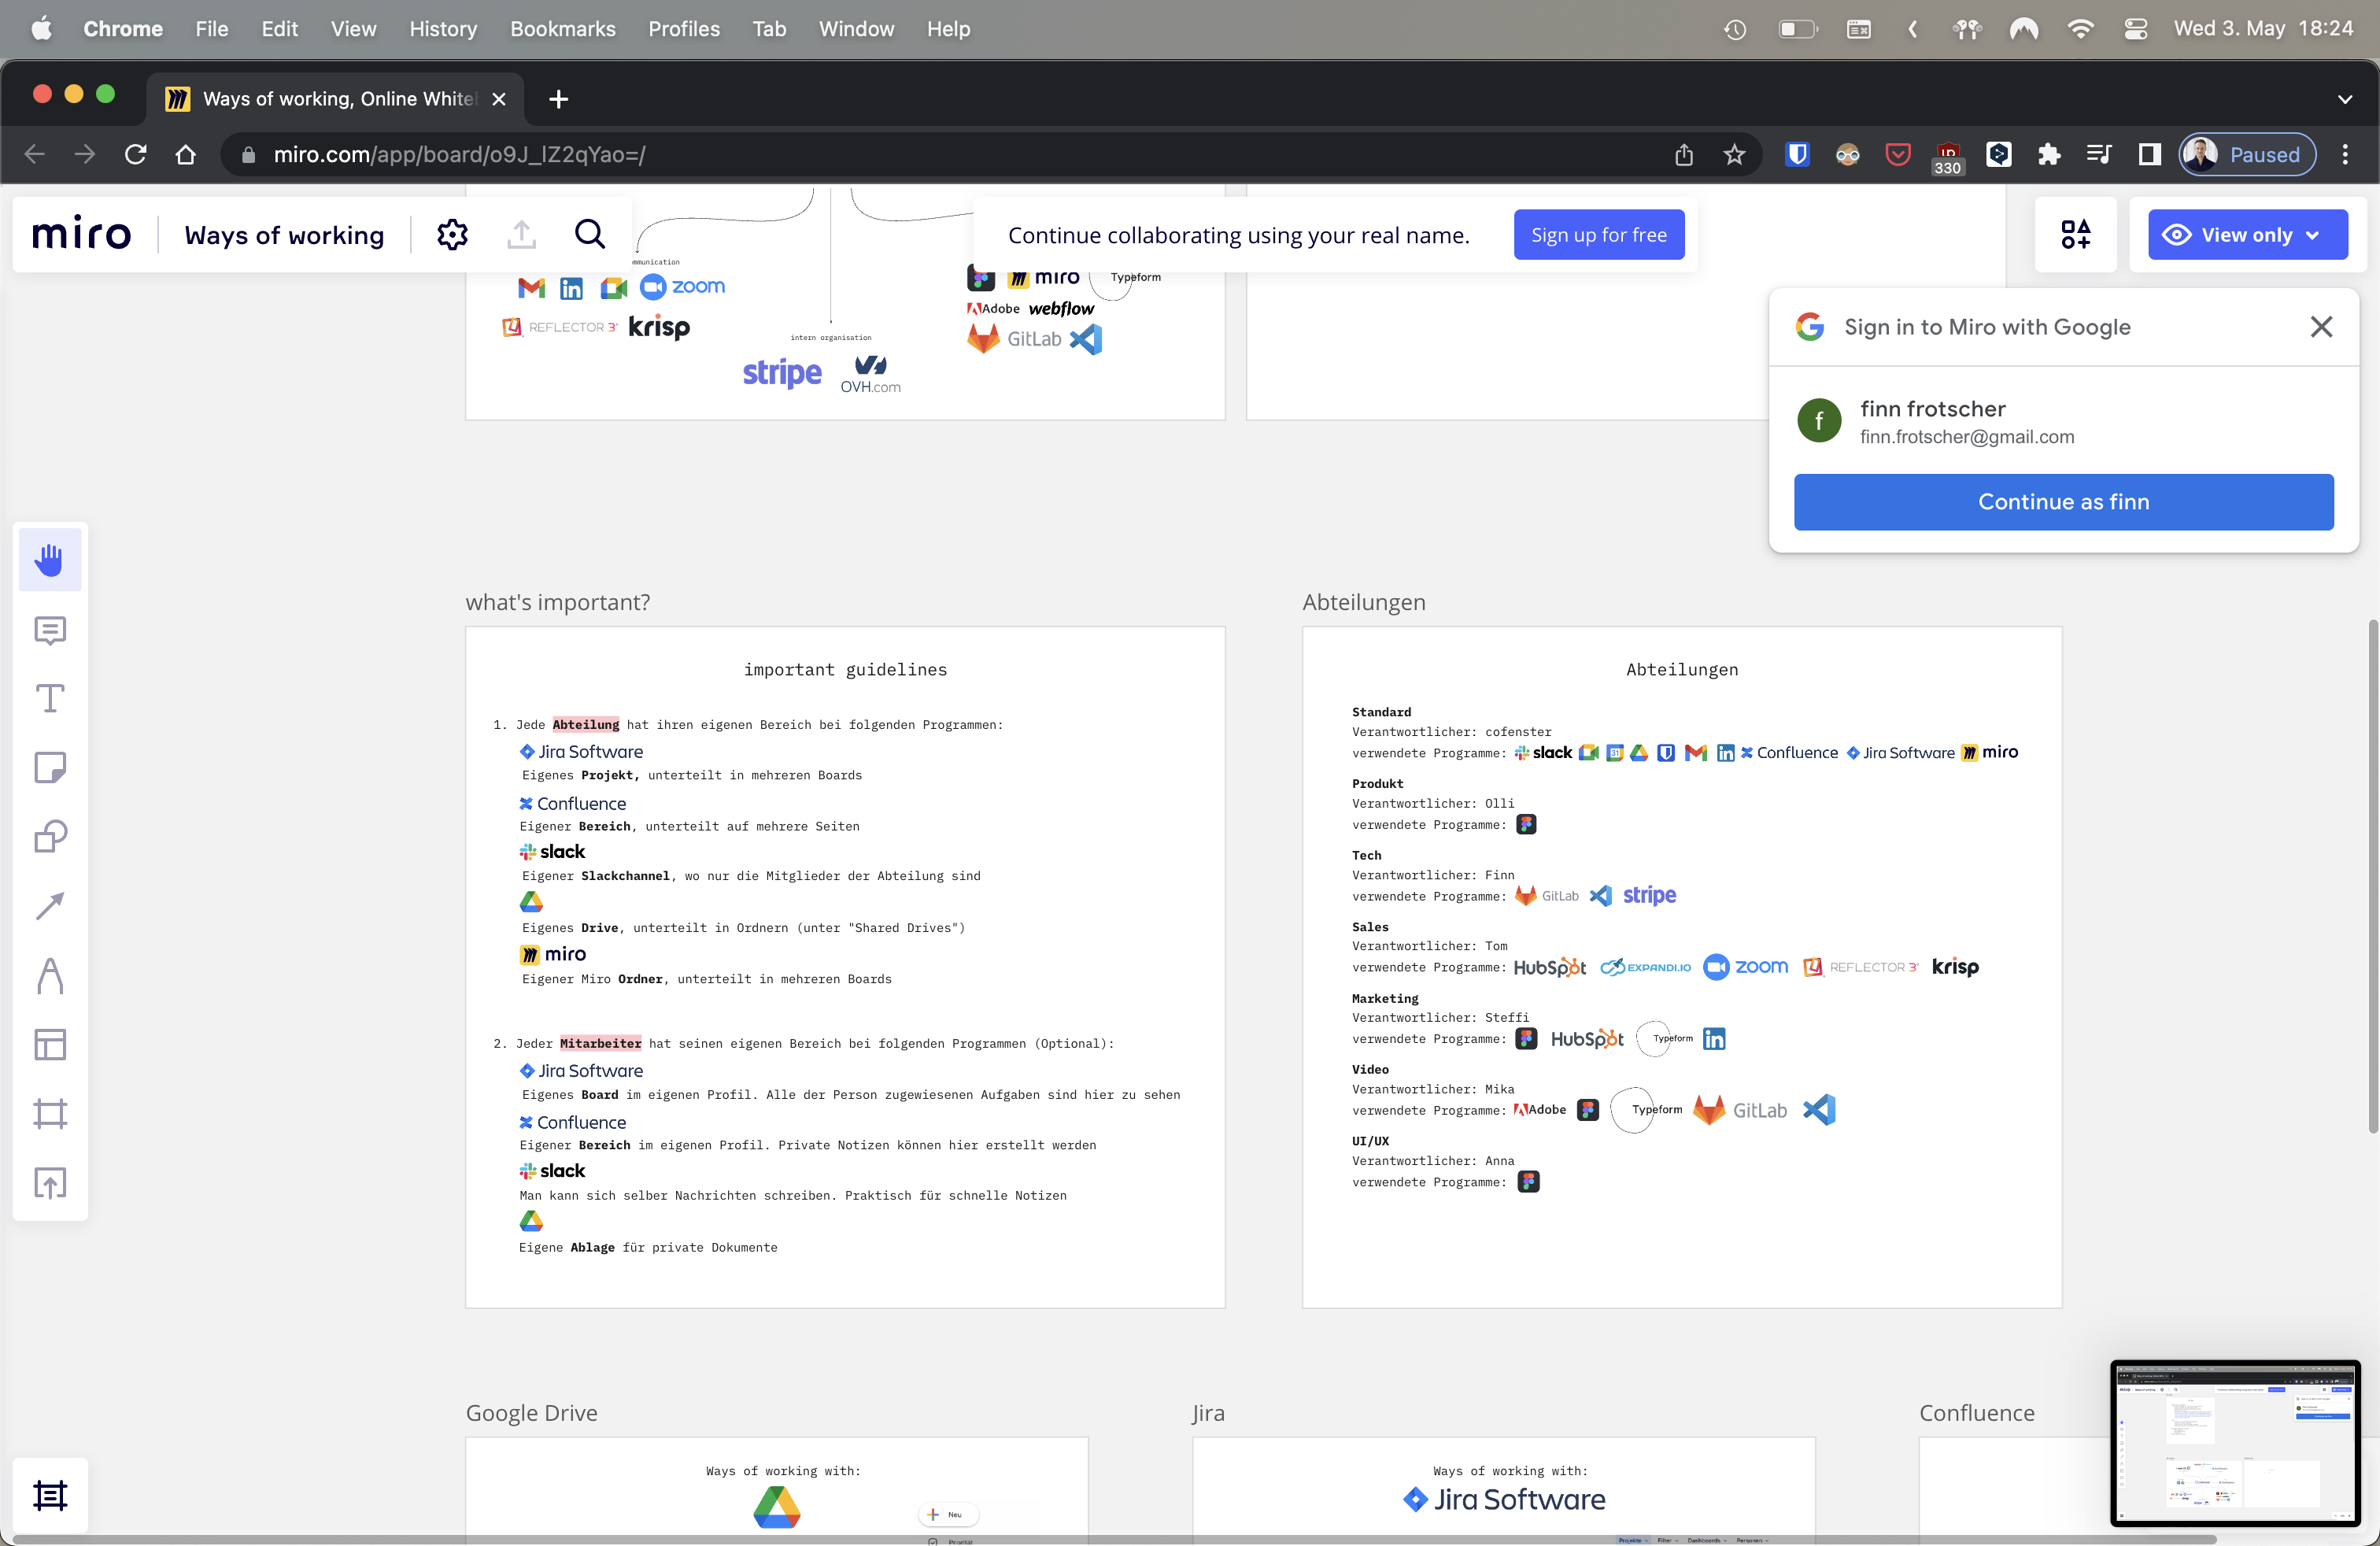 Chrome File Edit View History Bookmarks Profiles Tab Window Help
Wed 3. May 18:24
Ways of working, Online White
miro.com/app/board/o9J_lZ2qYao=/
330
Paused
miro
Ways of working
Continue collaborating using your real name.
Sign up for free
View only
Sign in to Miro with Google
f
finn frotscher
finn.frotscher@gmail.com
Continue as finn
zoom
REFLECTOR 3
krisp
intern organisation
stripe
OVH.com
miro
Typeform
Adobe
webflow
GitLab
what's important?
important guidelines
1. Jede Abteilung hat ihren eigenen Bereich bei folgenden Programmen:
Jira Software
Eigenes Projekt, unterteilt in mehreren Boards
Confluence
Eigener Bereich, unterteilt auf mehrere Seiten
slack
Eigener Slackchannel, wo nur die Mitglieder der Abteilung sind
Eigenes Drive, unterteilt in Ordnern (unter "Shared Drives")
miro
Eigener Miro Ordner, unterteilt in mehreren Boards
2. Jeder Mitarbeiter hat seinen eigenen Bereich bei folgenden Programmen (Optional):
Jira Software
Eigenes Board im eigenen Profil. Alle der Person zugewiesenen Aufgaben sind hier zu sehen
Confluence
Eigener Bereich im eigenen Profil. Private Notizen können hier erstellt werden
slack
Man kann sich selber Nachrichten schreiben. Praktisch für schnelle Notizen
Eigene Ablage für private Dokumente
Abteilungen
Abteilungen
Standard
Verantwortlicher: cofenster
verwendete Programme: slack 31 in Confluence Jira Software miro
Produkt
Verantwortlicher: Olli
verwendete Programme:
Tech
Verantwortlicher: Finn
verwendete Programme: GitLab stripe
Sales
Verantwortlicher: Tom
verwendete Programme: HubSpot EXPANDI.IO zoom REFLECTOR 3 krisp
Marketing
Verantwortlicher: Steffi
verwendete Programme: HubSpot Typeform in
Video
Verantwortlicher: Mika
verwendete Programme: Adobe Typeform GitLab
UI/UX
Verantwortlicher: Anna
verwendete Programme:
Google Drive
Ways of working with:
Neu
Jira
Ways of working with:
Jira Software
Projekte Filter Dashboards Personen
Confluence